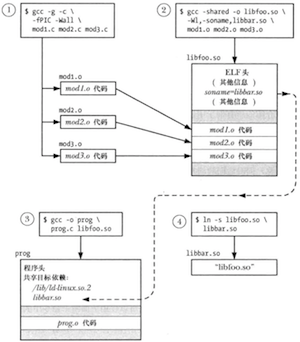 ① $ gcc -g -c \
-fPIC -Wall \
mod1.c mod2.c mod3.c
② $ gcc -shared -o libfoo.so \
-Wl,-soname,libbar.so \
mod1.o mod2.o mod3.o
libfoo.so
ELF 头
( 其他信息 )
soname=libbar.so
( 其他信息 )
mod1.o 代码
mod2.o 代码
mod3.o 代码
mod1.o
mod1.o 代码
mod2.o
mod2.o 代码
mod3.o
mod3.o 代码
③ $ gcc -o prog \
prog.c libfoo.so
prog
程序头
共享目标依赖:
/lib/ld-linux.so.2
libbar.so
prog.o 代码
④ $ ln -s libfoo.so \
libbar.so
libbar.so
“libfoo.so”